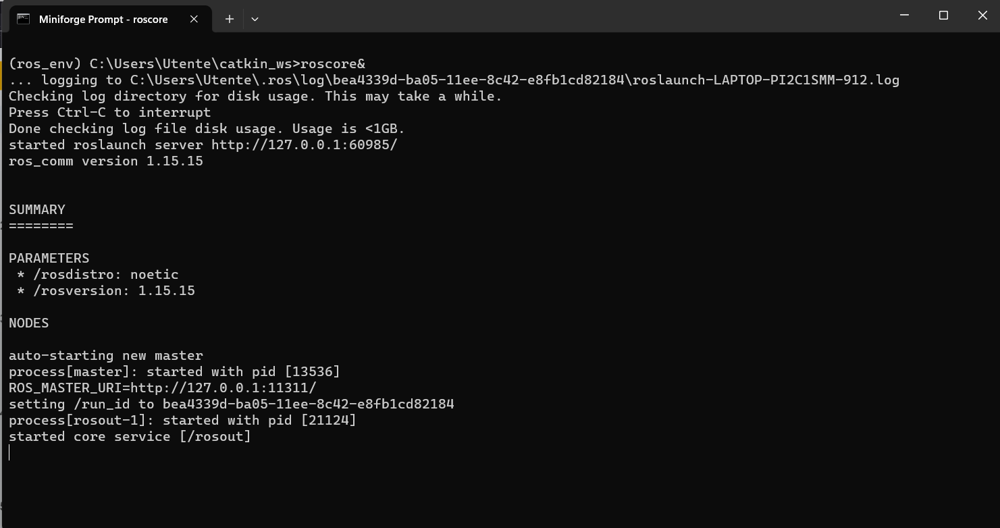 Miniforge Prompt - roscore
(ros_env) C:\Users\Utente\catkin_ws>roscore&
... logging to C:\Users\Utente\.ros\log\bea4339d-ba05-11ee-8c42-e8fb1cd82184\roslaunch-LAPTOP-PI2C1SMM-912.log
Checking log directory for disk usage. This may take a while.
Press Ctrl-C to interrupt
Done checking log file disk usage. Usage is <1GB.
started roslaunch server http://127.0.0.1:60985/
ros_comm version 1.15.15
SUMMARY
========
PARAMETERS
 * /rosdistro: noetic
 * /rosversion: 1.15.15
NODES
auto-starting new master
process[master]: started with pid [13536]
ROS_MASTER_URI=http://127.0.0.1:11311/
setting /run_id to bea4339d-ba05-11ee-8c42-e8fb1cd82184
process[rosout-1]: started with pid [21124]
started core service [/rosout]